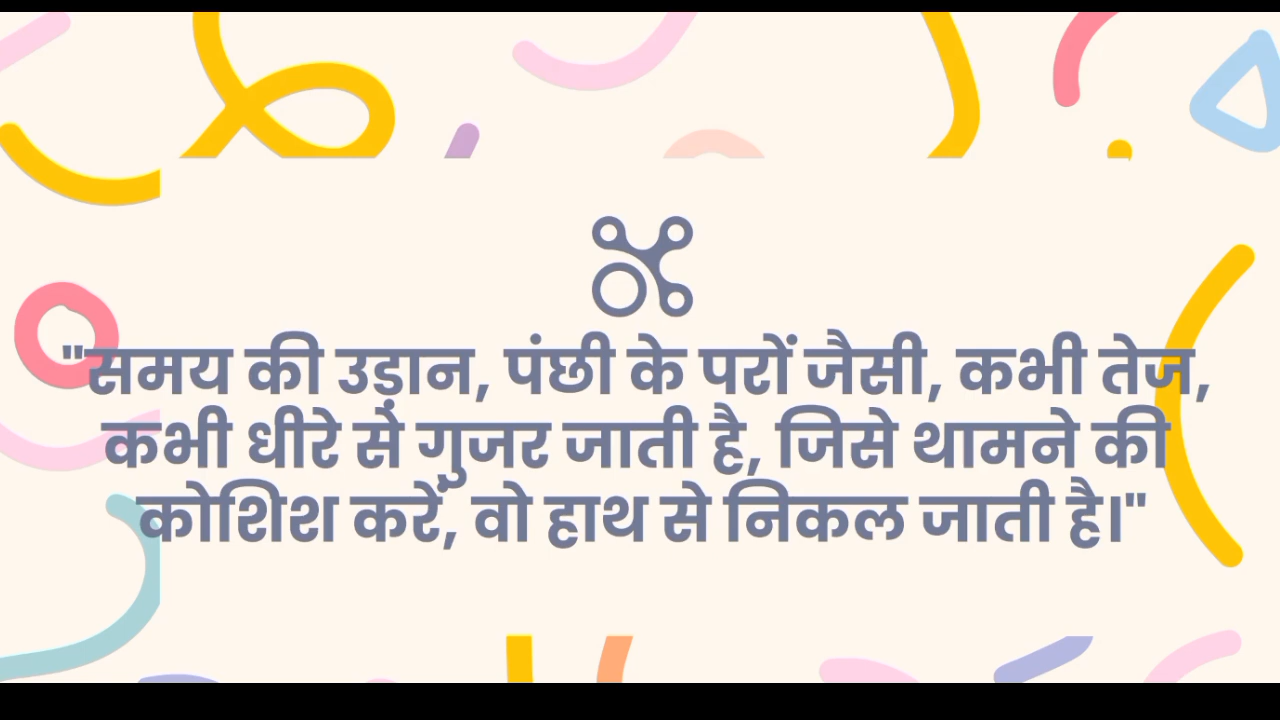 "समय की उड़ान, पंछी के परों जैसी, कभी तेज,
कभी धीरे से गुजर जाती है, जिसे थामने की
कोशिश करें, वो हाथ से निकल जाती है।"